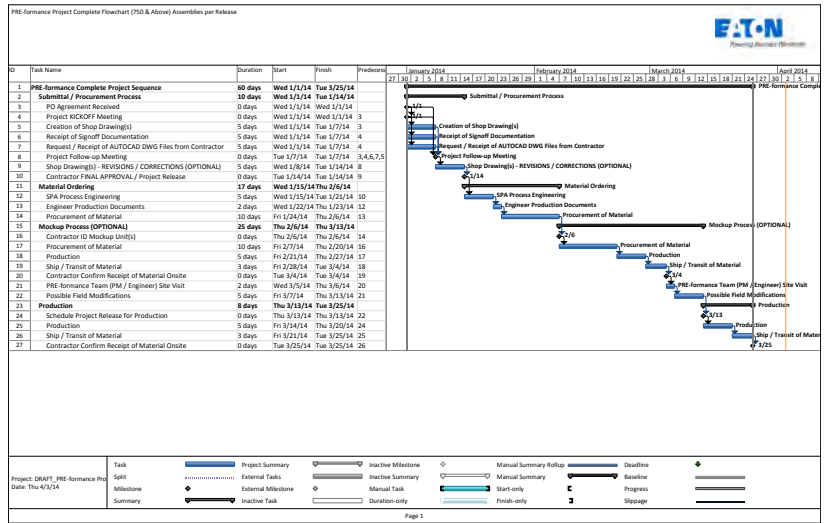 PRE-formance Project Complete Flowchart (750 & Above) Assemblies per Release
EATON
Powering Business Worldwide
ID Task Name Duration Start Finish Predecess
January 2014 February 2014 March 2014 April 2014
27 30 2 5 8 11 14 17 20 23 26 29 1 4 7 10 13 16 19 22 25 28 3 6 9 12 15 18 21 24 27 30 2 5 8
1 PRE-formance Complete Project Sequence 60 days Wed 1/1/14 Tue 3/25/14 PRE-formance Comple
2 Submittal / Procurement Process 10 days Wed 1/1/14 Tue 1/14/14 Submittal / Procurement Process
3 PO Agreement Received 0 days Wed 1/1/14 Wed 1/1/14 1/1
4 Project KICKOFF Meeting 0 days Wed 1/1/14 Wed 1/1/14 3 1/1
5 Creation of Shop Drawing(s) 5 days Wed 1/1/14 Tue 1/7/14 4 Creation of Shop Drawing(s)
6 Receipt of Signoff Documentation 5 days Wed 1/1/14 Tue 1/7/14 4 Receipt of Signoff Documentation
7 Request / Receipt of AUTOCAD DWG Files from Contractor 5 days Wed 1/1/14 Tue 1/7/14 4 Request / Receipt of AUTOCAD DWG Files from Contractor
8 Project Follow-up Meeting 0 days Tue 1/7/14 Tue 1/7/14 3,4,6,7,5 Project Follow-up Meeting
9 Shop Drawing(s) - REVISIONS / CORRECTIONS (OPTIONAL) 5 days Wed 1/8/14 Tue 1/14/14 8 Shop Drawing(s) - REVISIONS / CORRECTIONS (OPTIONAL)
10 Contractor FINAL APPROVAL / Project Release 0 days Tue 1/14/14 Tue 1/14/14 9 1/14
11 Material Ordering 17 days Wed 1/15/14 Thu 2/6/14 Material Ordering
12 SPA Process Engineering 5 days Wed 1/15/14 Tue 1/21/14 10 SPA Process Engineering
13 Engineer Production Documents 2 days Wed 1/22/14 Thu 1/23/14 12 Engineer Production Documents
14 Procurement of Material 10 days Fri 1/24/14 Thu 2/6/14 13 Procurement of Material
15 Mockup Process (OPTIONAL) 25 days Thu 2/6/14 Thu 3/13/14 Mockup Process (OPTIONAL)
16 Contractor ID Mockup Unit(s) 0 days Thu 2/6/14 Thu 2/6/14 14 2/6
17 Procurement of Material 10 days Fri 2/7/14 Thu 2/20/14 16 Procurement of Material
18 Production 5 days Fri 2/21/14 Thu 2/27/14 17 Production
19 Ship / Transit of Material 3 days Fri 2/28/14 Tue 3/4/14 18 Ship / Transit of Material
20 Contractor Confirm Receipt of Material Onsite 0 days Tue 3/4/14 Tue 3/4/14 19 3/4
21 PRE-formance Team (PM / Engineer) Site Visit 2 days Wed 3/5/14 Thu 3/6/14 20 PRE-formance Team (PM / Engineer) Site Visit
22 Possible Field Modifications 5 days Fri 3/7/14 Thu 3/13/14 21 Possible Field Modifications
23 Production 8 days Thu 3/13/14 Tue 3/25/14 Production
24 Schedule Project Release for Production 0 days Thu 3/13/14 Thu 3/13/14 22 3/13
25 Production 5 days Fri 3/14/14 Thu 3/20/14 24 Production
26 Ship / Transit of Material 3 days Fri 3/21/14 Tue 3/25/14 25 Ship / Transit of Mater
27 Contractor Confirm Receipt of Material Onsite 0 days Tue 3/25/14 Tue 3/25/14 26 3/25
Project: DRAFT_PRE-formance Pro
Date: Thu 4/3/14
Task Project Summary Inactive Milestone Manual Summary Rollup Deadline
Split External Tasks Inactive Summary Manual Summary Baseline
Milestone External Milestone Manual Task Start-only Progress
Summary Inactive Task Duration-only Finish-only Slippage
Page 1